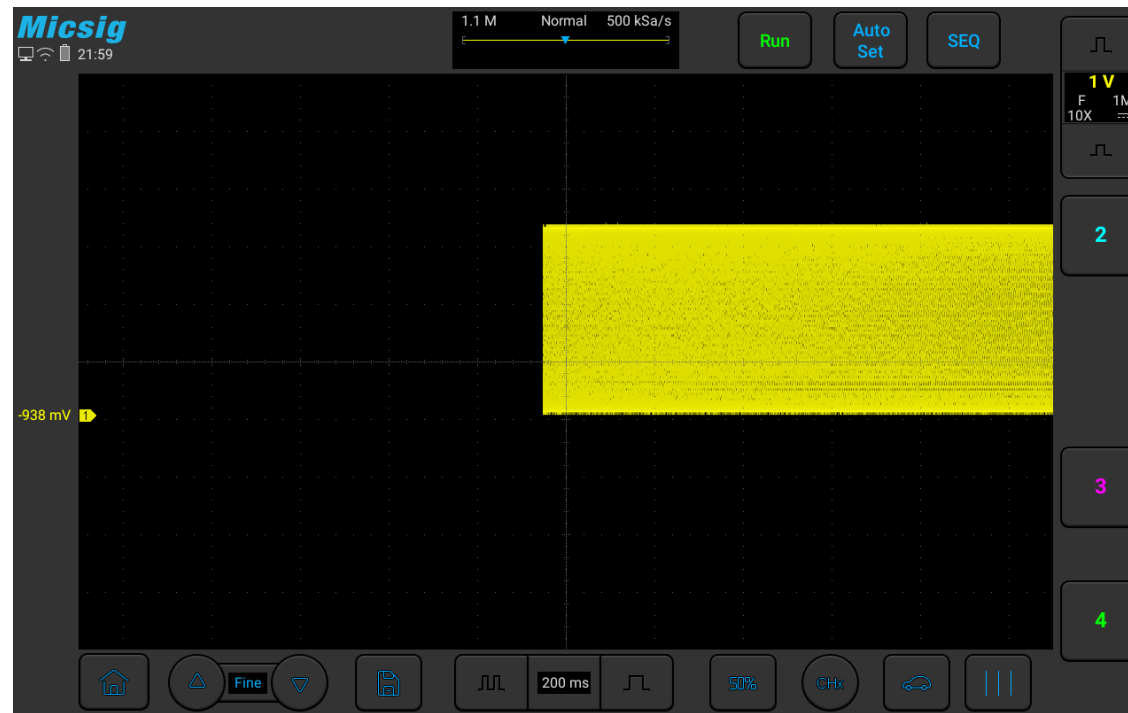 Micsig
21:59
1.1 M Normal 500 kSa/s
Run
Auto
Set
SEQ
1 V
F 1M
10X
2
-938 mV 1
3
4
Fine
200 ms
50%
CHx